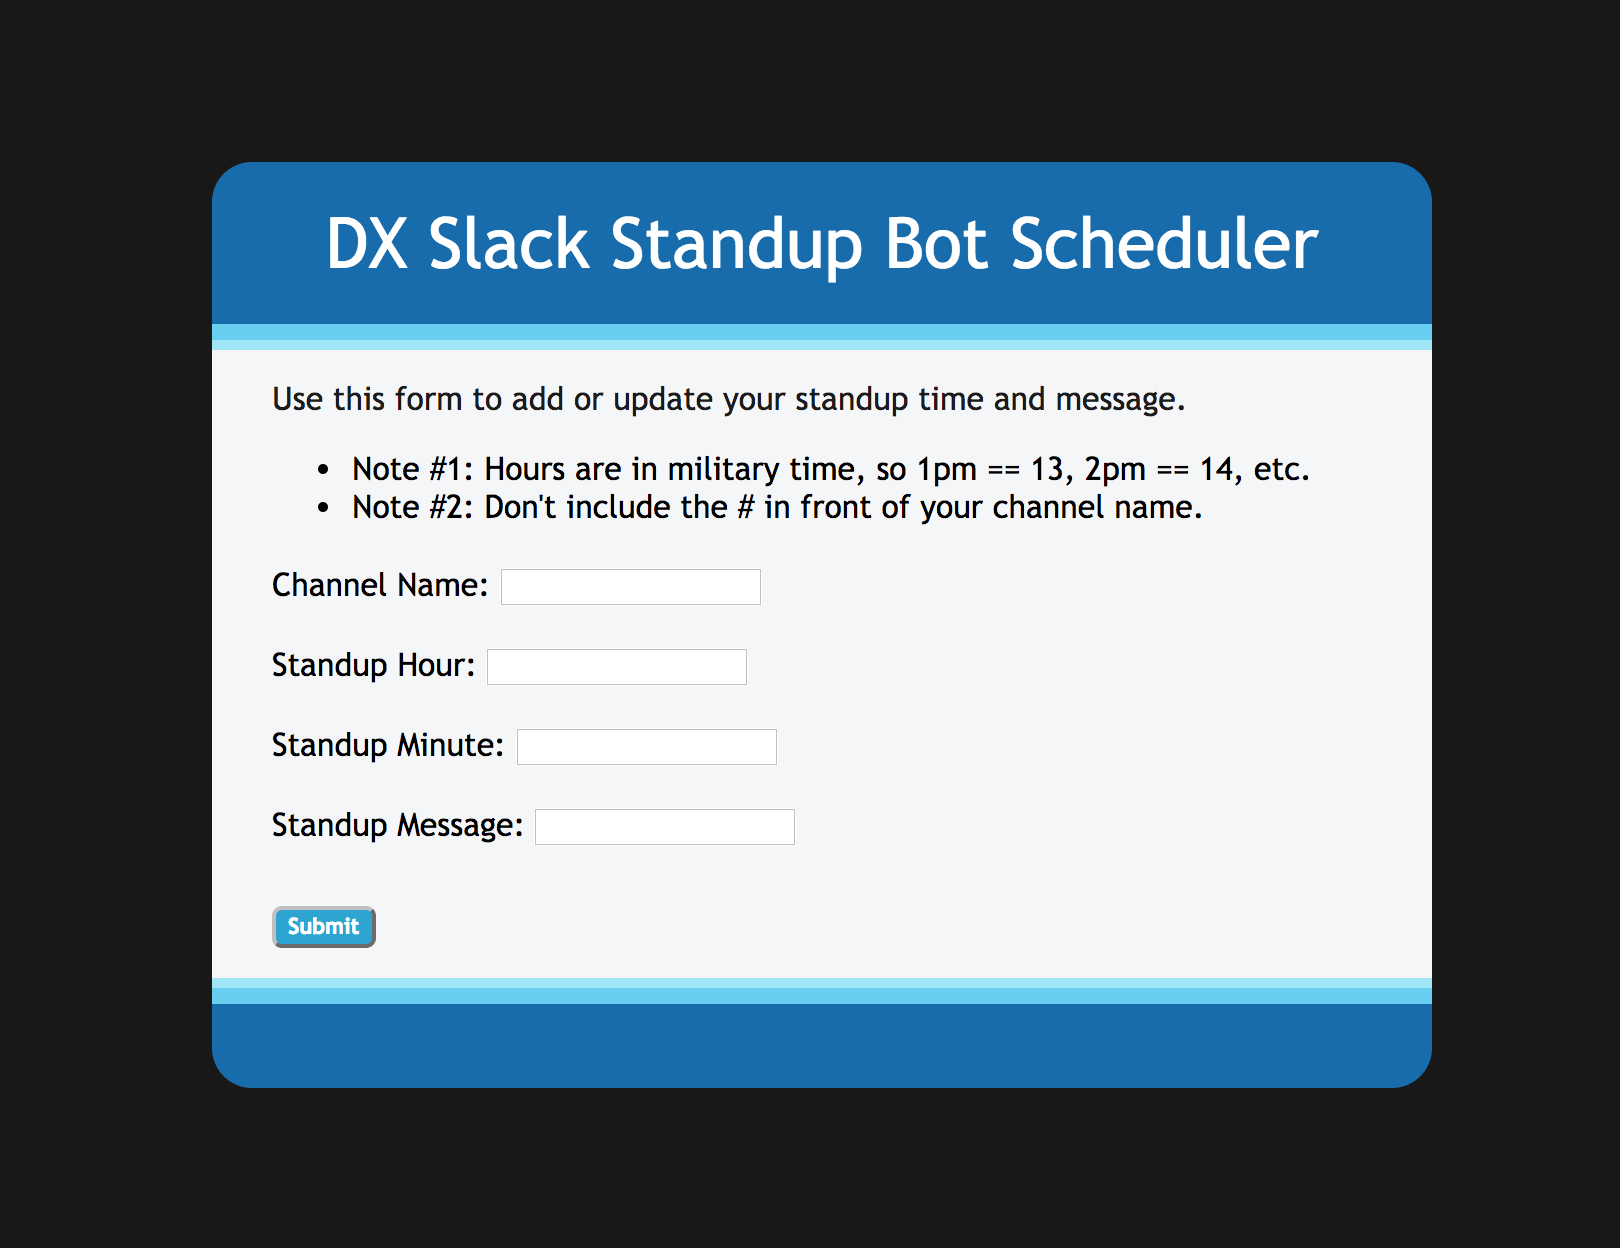 DX Slack Standup Bot Scheduler
Use this form to add or update your standup time and message.
• Note #1: Hours are in military time, so 1pm == 13, 2pm == 14, etc.
• Note #2: Don't include the # in front of your channel name.
Channel Name:
Standup Hour:
Standup Minute:
Standup Message:
Submit